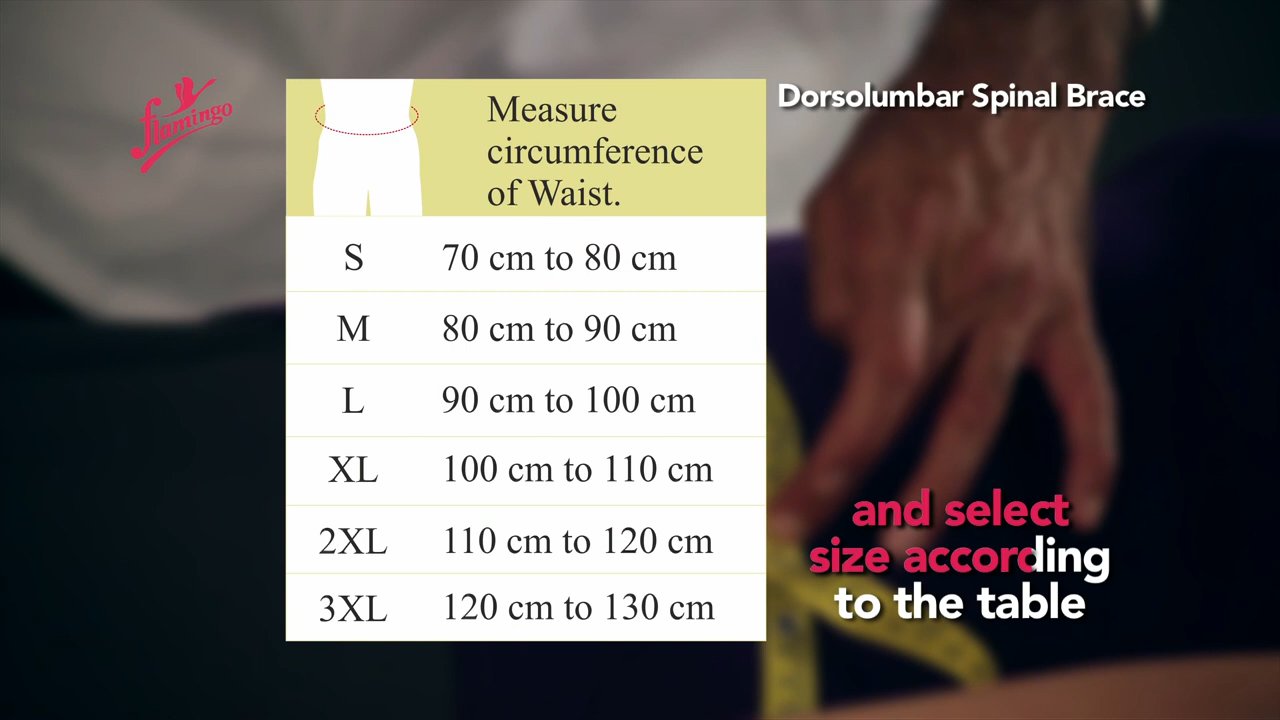 flamingo
Measure
circumference
of Waist.
S 70 cm to 80 cm
M 80 cm to 90 cm
L 90 cm to 100 cm
XL 100 cm to 110 cm
2XL 110 cm to 120 cm
3XL 120 cm to 130 cm
Dorsolumbar Spinal Brace
and select
size according
to the table